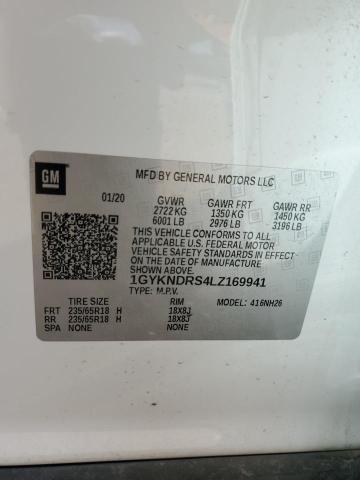 GM
MFD BY GENERAL MOTORS LLC
01/20 GVWR GAWR FRT GAWR RR
2722 KG 1350 KG 1450 KG
6001 LB 2976 LB 3196 LB
THIS VEHICLE CONFORMS TO ALL
APPLICABLE U.S. FEDERAL MOTOR
VEHICLE SAFETY STANDARDS IN
EFFECT ON THE DATE OF
MANUFACTURE SHOWN ABOVE.
1GYKNDRS4LZ169941
TYPE: M.P.V. MODEL: 416NH26
TIRE SIZE SPEED RTG RIM
FRT 235/65R18 H 18X8J
RR 235/65R18 H 18X8J
SPA NONE NONE